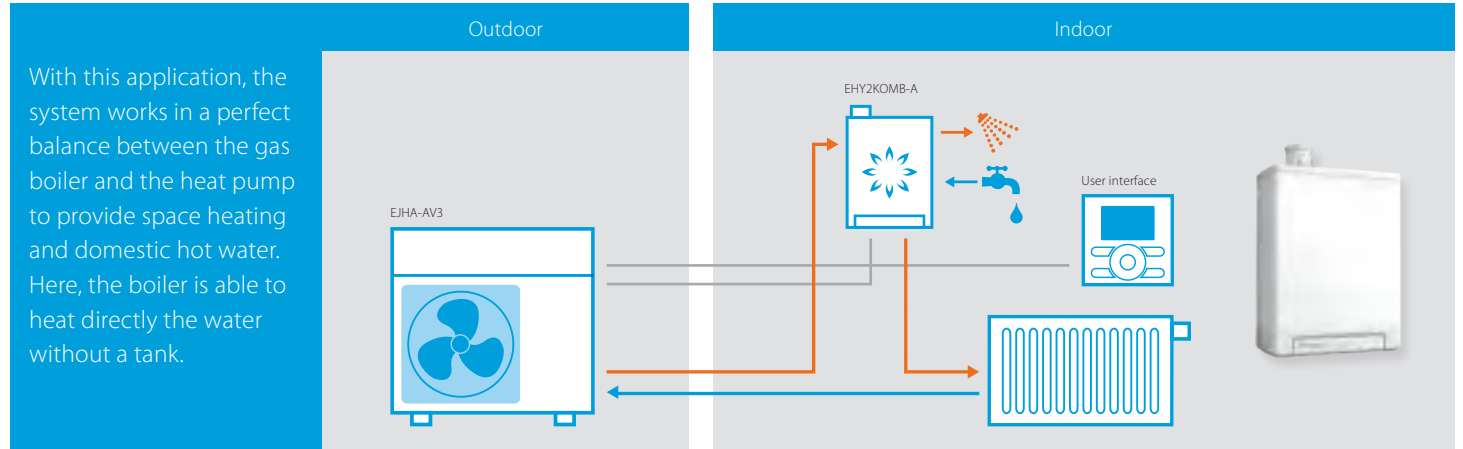 With this application, the
system works in a perfect
balance between the gas
boiler and the heat pump
to provide space heating
and domestic hot water.
Here, the boiler is able to
heat directly the water
without a tank.
Outdoor
EJHA-AV3
Indoor
EHY2KOMB-A
User interface